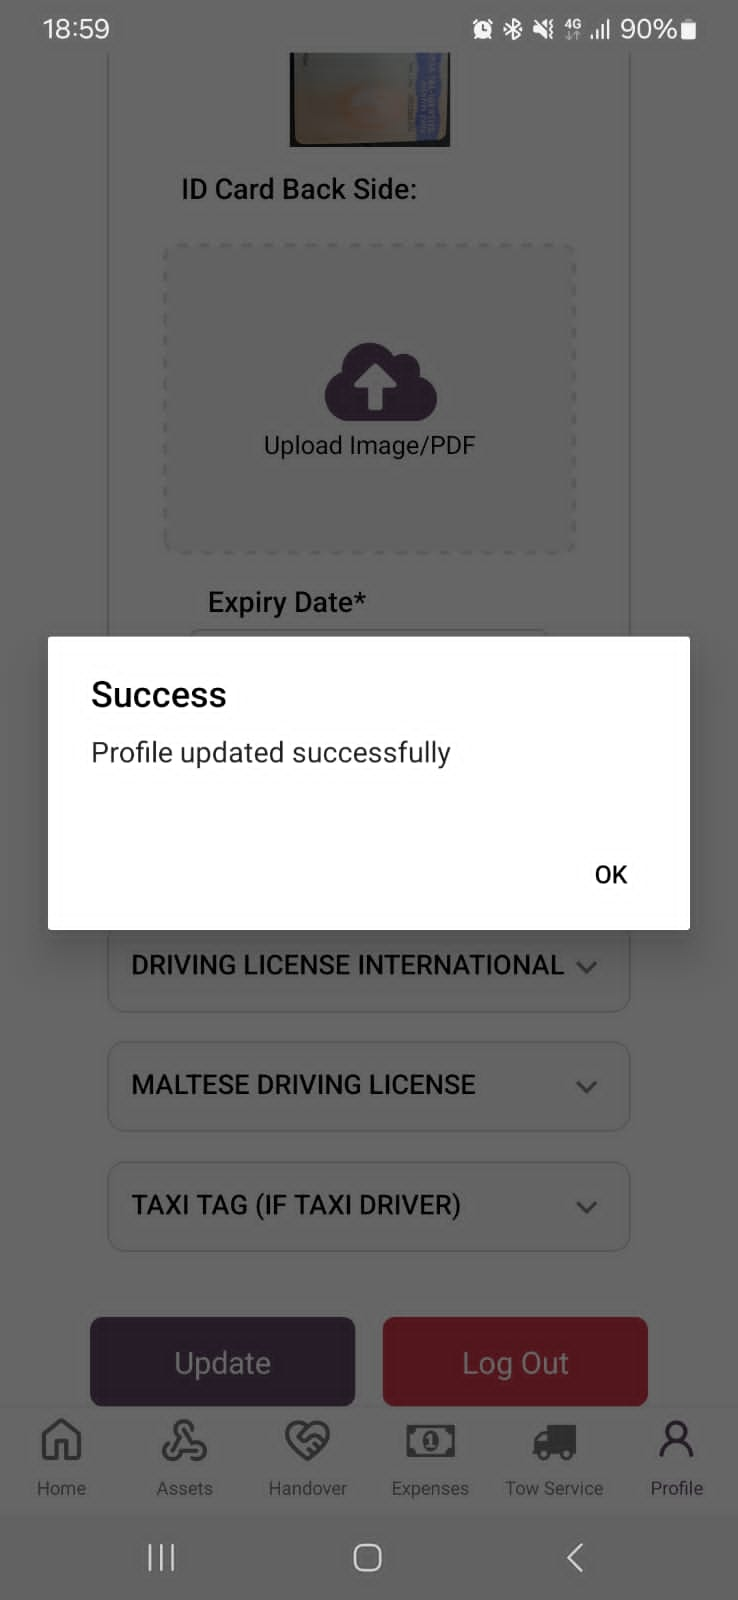 18:59
4G
90%
ID Card Back Side:
Upload Image/PDF
Expiry Date*
Success
Profile updated successfully
OK
DRIVING LICENSE INTERNATIONAL
MALTESE DRIVING LICENSE
TAXI TAG (IF TAXI DRIVER)
Update
Log Out
Home
Assets
Handover
Expenses
Tow Service
Profile